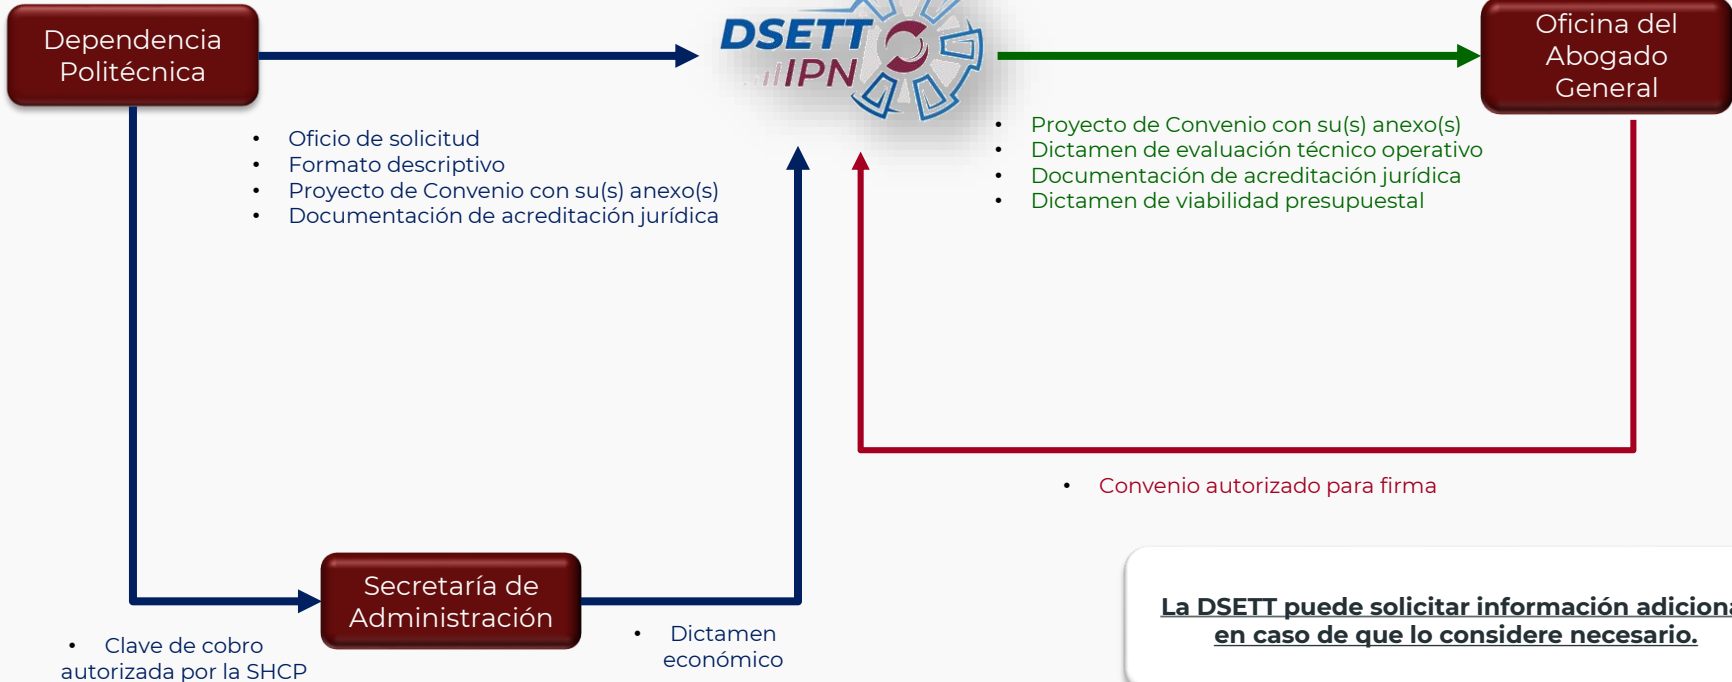 Dependencia
Politécnica
DSETT
IPN
Oficina del
Abogado
General
• Oficio de solicitud
• Formato descriptivo
• Proyecto de Convenio con su(s) anexo(s)
• Documentación de acreditación jurídica
• Proyecto de Convenio con su(s) anexo(s)
• Dictamen de evaluación técnico operativo
• Documentación de acreditación jurídica
• Dictamen de viabilidad presupuestal
• Convenio autorizado para firma
Secretaría de
Administración
• Clave de cobro
autorizada por la SHCP
• Dictamen
económico
La DSETT puede solicitar información adiciona
en caso de que lo considere necesario.